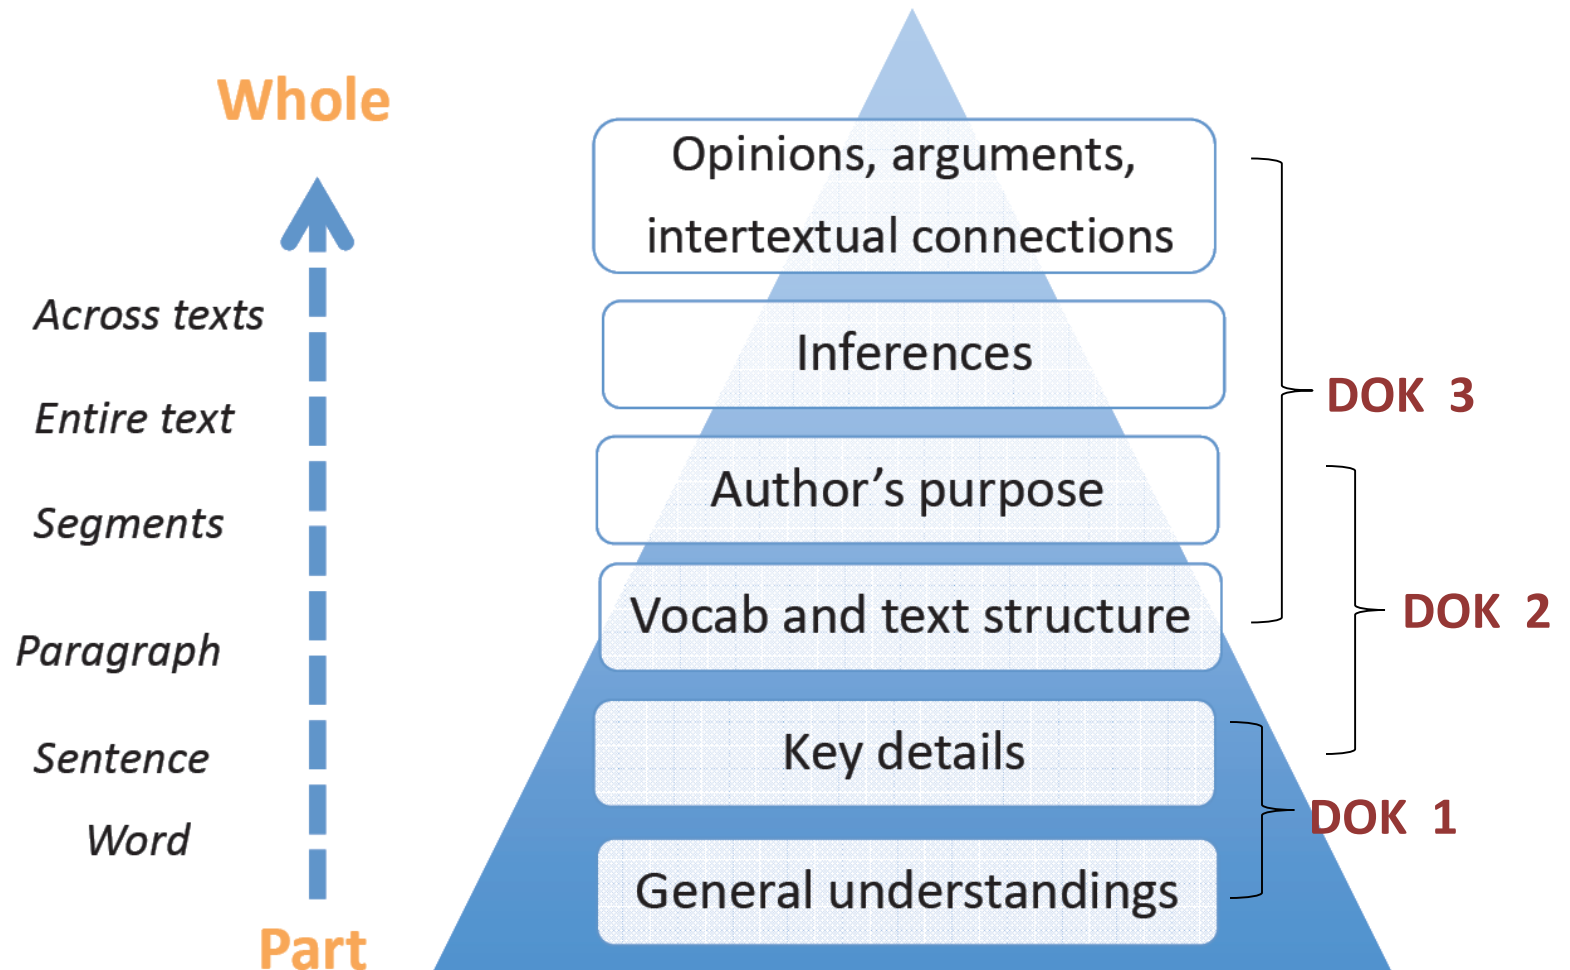 Whole
Across texts
Entire text
Segments
Paragraph
Sentence
Word
Part
Opinions, arguments,
intertextual connections
Inferences
Author’s purpose
Vocab and text structure
Key details
General understandings
DOK 3
DOK 2
DOK 1